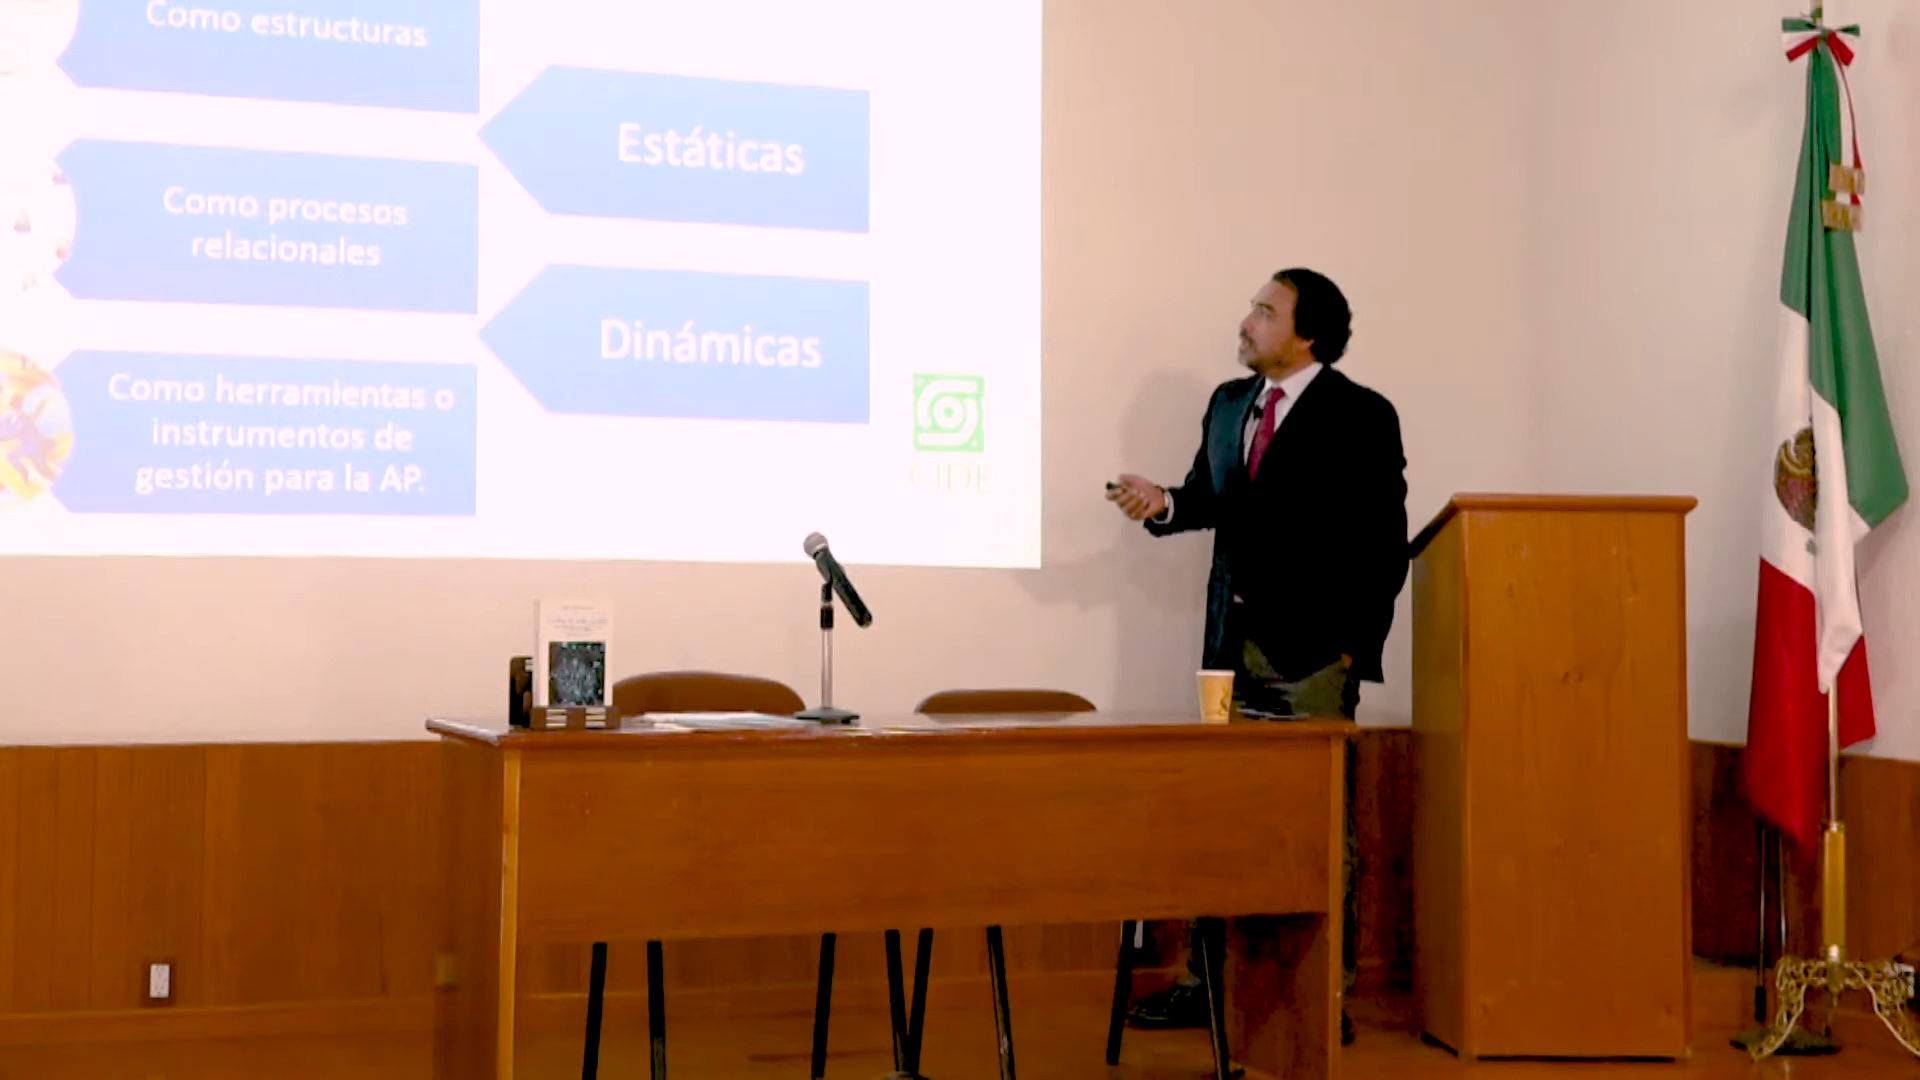 Como estructuras
Estáticas
Como procesos
relacionales
Dinámicas
Como herramientas o
instrumentos de
gestión para la AP.
CIDE